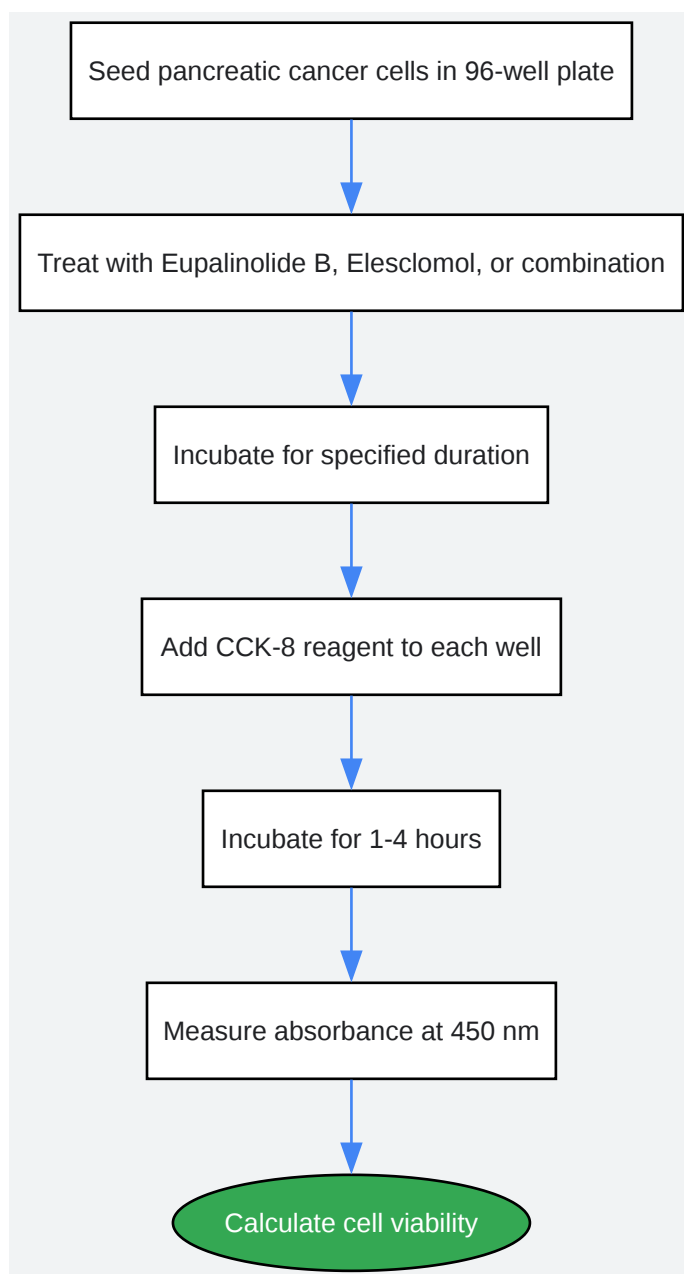 Seed pancreatic cancer cells in 96-well plate
Treat with Eupalinolide B, Elesclomol, or combination
Incubate for specified duration
Add CCK-8 reagent to each well
Incubate for 1-4 hours
Measure absorbance at 450 nm
Calculate cell viability